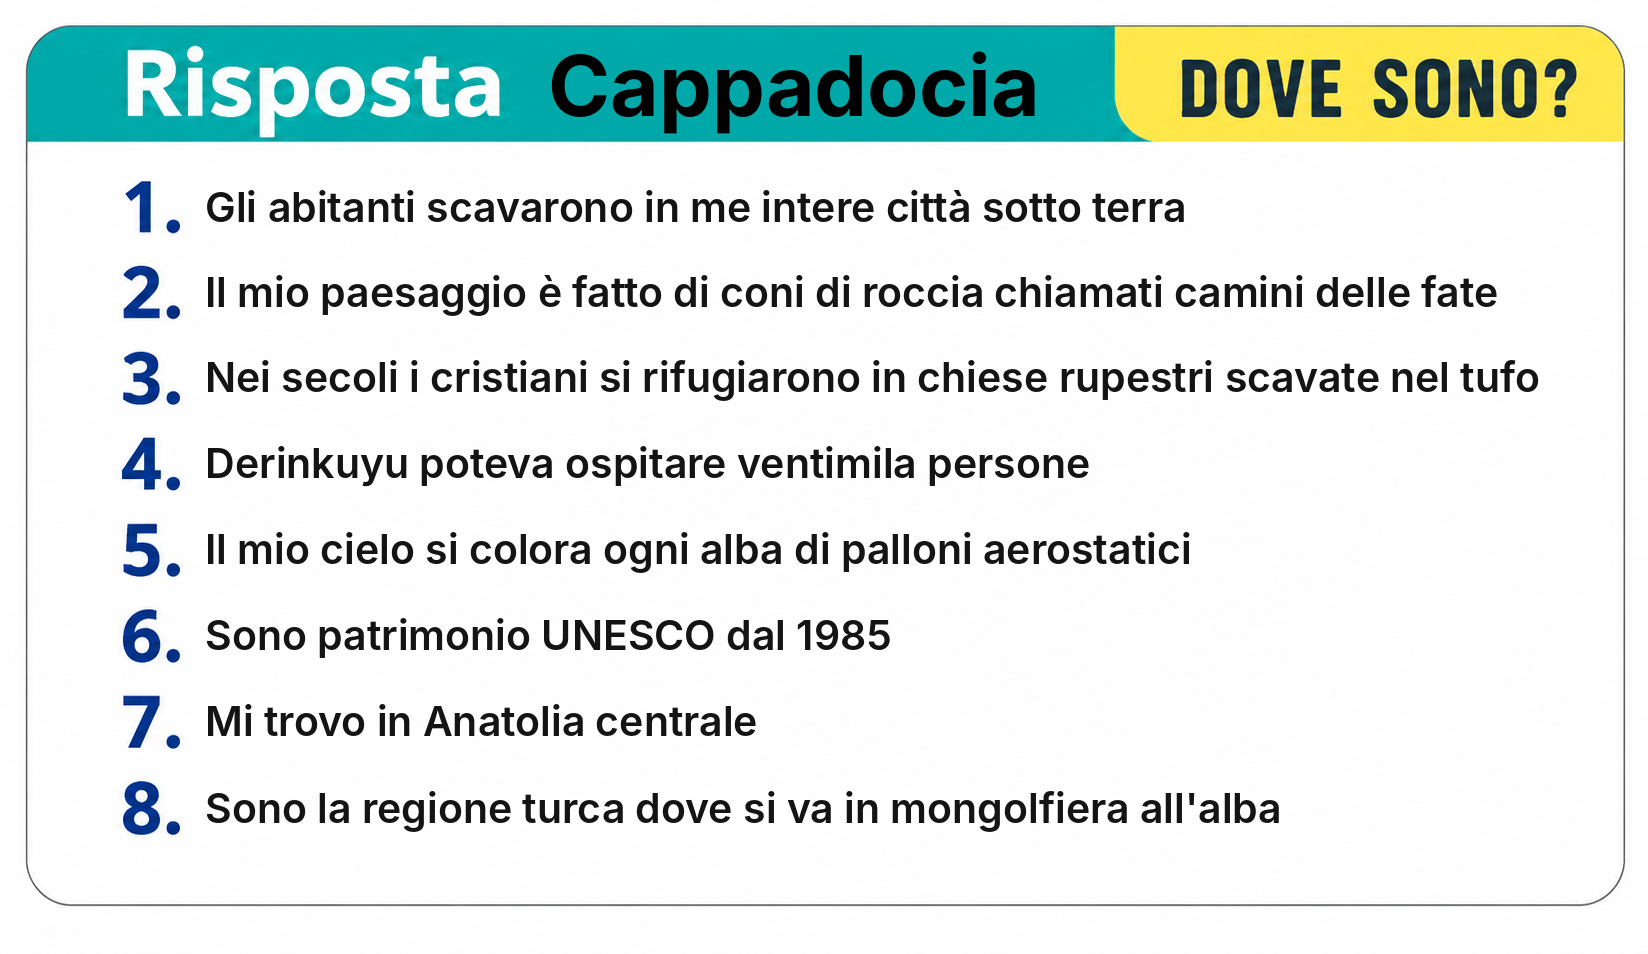 Risposta Cappadocia DOVE SONO?
1. Gli abitanti scavarono in me intere città sotto terra
2. Il mio paesaggio è fatto di coni di roccia chiamati camini delle fate
3. Nei secoli i cristiani si rifugiarono in chiese rupestri scavate nel tufo
4. Derinkuyu poteva ospitare ventimila persone
5. Il mio cielo si colora ogni alba di palloni aerostatici
6. Sono patrimonio UNESCO dal 1985
7. Mi trovo in Anatolia centrale
8. Sono la regione turca dove si va in mongolfiera all'alba